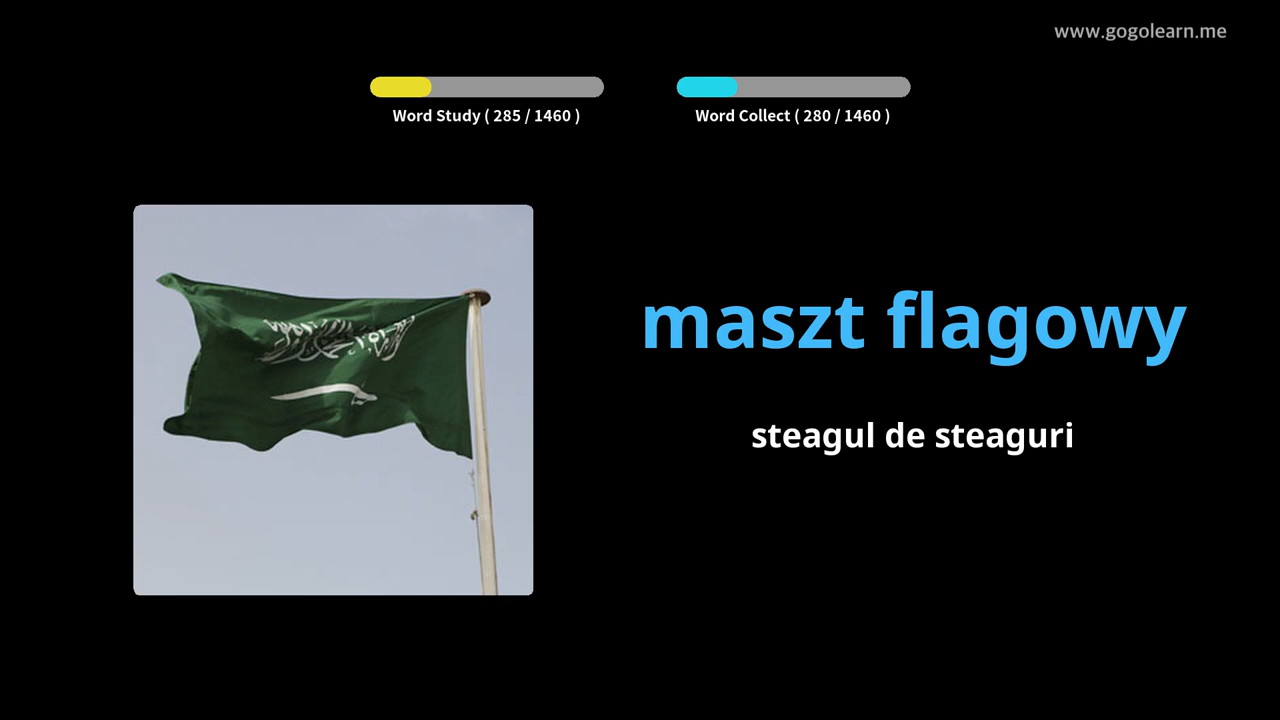 www.gogolearn.me
Word Study ( 285 / 1460 )
Word Collect ( 280 / 1460 )
maszt flagowy
steagul de steaguri